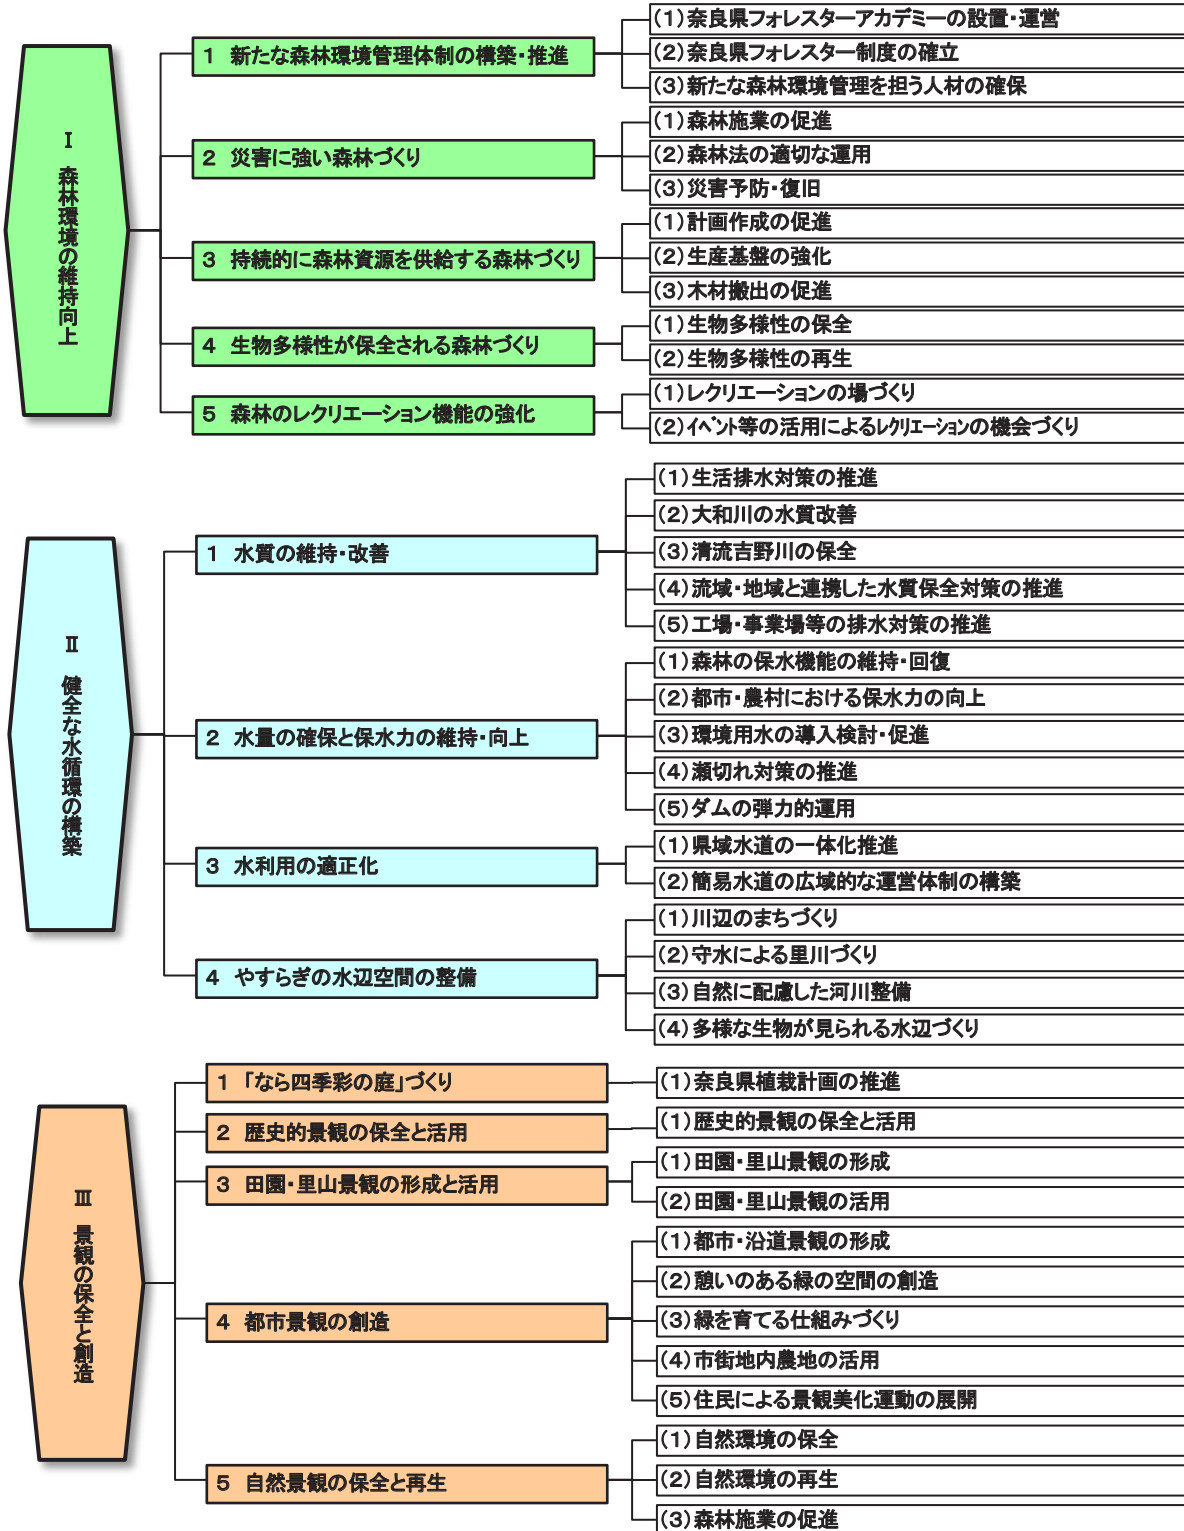 Ⅰ 森林環境の維持向上
1 新たな森林環境管理体制の構築・推進
(1)奈良県フォレスターアカデミーの設置・運営
(2)奈良県フォレスター制度の確立
(3)新たな森林環境管理を担う人材の確保
2 災害に強い森林づくり
(1)森林施業の促進
(2)森林法の適切な運用
(3)災害予防・復旧
3 持続的に森林資源を供給する森林づくり
(1)計画作成の促進
(2)生産基盤の強化
(3)木材搬出の促進
4 生物多様性が保全される森林づくり
(1)生物多様性の保全
(2)生物多様性の再生
5 森林のレクリエーション機能の強化
(1)レクリエーションの場づくり
(2)イベント等の活用によるレクリエーションの機会づくり
Ⅱ 健全な水循環の構築
1 水質の維持・改善
(1)生活排水対策の推進
(2)大和川の水質改善
(3)清流吉野川の保全
(4)流域・地域と連携した水質保全対策の推進
(5)工場・事業場等の排水対策の推進
2 水量の確保と保水力の維持・向上
(1)森林の保水機能の維持・回復
(2)都市・農村における保水力の向上
(3)環境用水の導入検討・促進
(4)瀬切れ対策の推進
(5)ダムの弾力的運用
3 水利用の適正化
(1)県域水道の一体化推進
(2)簡易水道の広域的な運営体制の構築
4 やすらぎの水辺空間の整備
(1)川辺のまちづくり
(2)守水による里川づくり
(3)自然に配慮した河川整備
(4)多様な生物が見られる水辺づくり
Ⅲ 景観の保全と創造
1 「なら四季彩の庭」づくり
(1)奈良県植栽計画の推進
2 歴史的景観の保全と活用
(1)歴史的景観の保全と活用
3 田園・里山景観の形成と活用
(1)田園・里山景観の形成
(2)田園・里山景観の活用
4 都市景観の創造
(1)都市・沿道景観の形成
(2)憩いのある緑の空間の創造
(3)緑を育てる仕組みづくり
(4)市街地内農地の活用
(5)住民による景観美化運動の展開
5 自然景観の保全と再生
(1)自然環境の保全
(2)自然環境の再生
(3)森林施業の促進